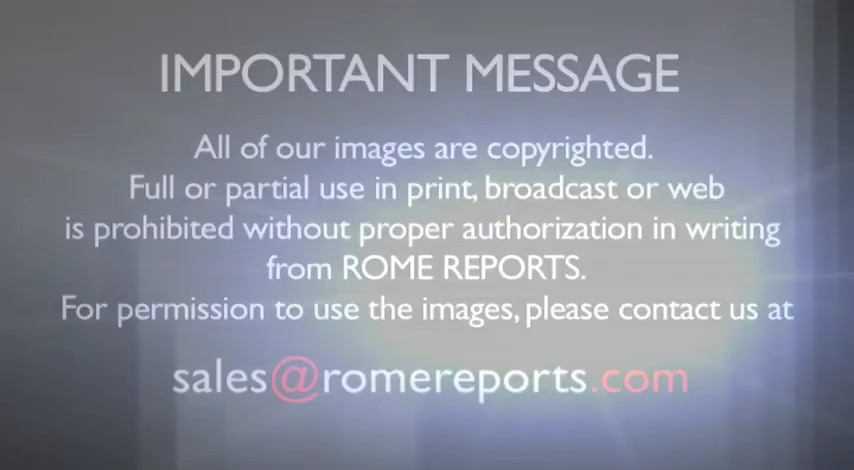 IMPORTANT MESSAGE
All of our images are copyrighted.
Full or partial use in print, broadcast or web
is prohibited without proper authorization in writing
from ROME REPORTS.
For permission to use the images, please contact us at
sales@romereports.com